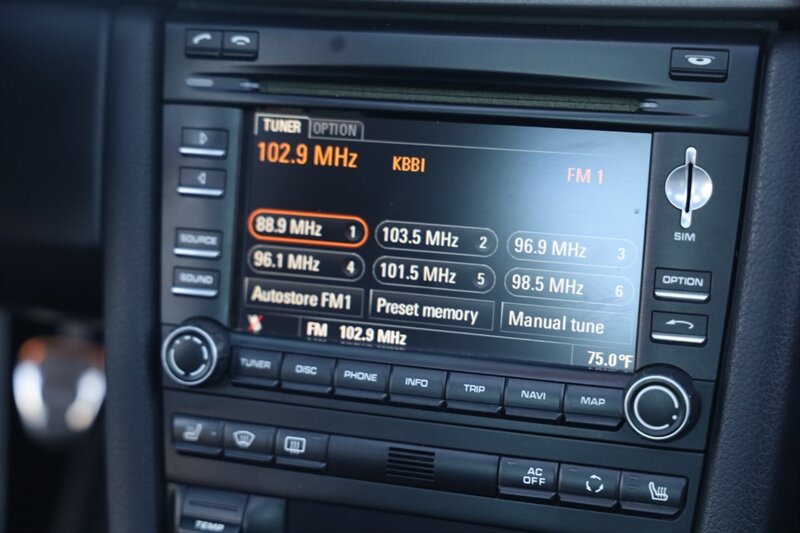 TUNER OPTION
102.9 MHz KBBI FM 1
88.9 MHz 1 103.5 MHz 2 96.9 MHz 3
96.1 MHz 4 101.5 MHz 5 98.5 MHz 6
Autostore FM1 Preset memory Manual tune
FM 102.9 MHz 75.0 °F
SOURCE
SOUND
SIM
OPTION
TUNER DISC PHONE INFO TRIP NAVI MAP
AC
OFF
TEMP